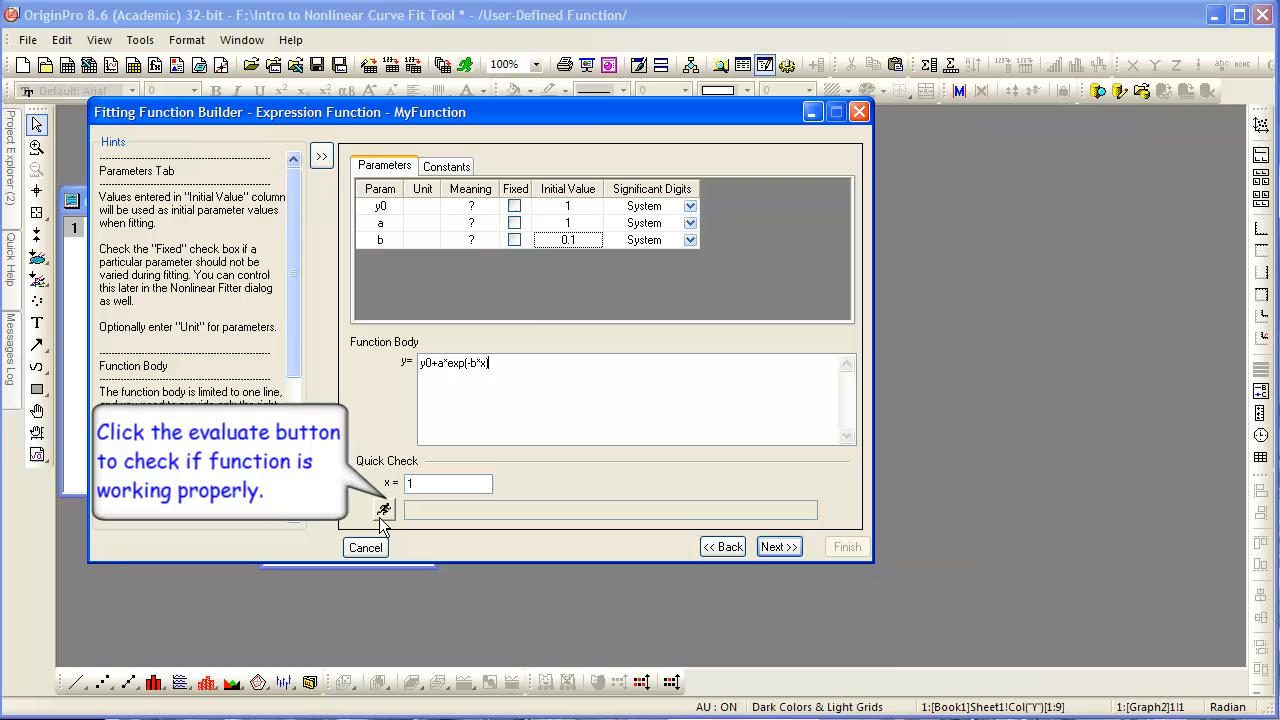 OriginPro 8.6 (Academic) 32-bit - F:\Intro to Nonlinear Curve Fit Tool * - /User-Defined Function/
File Edit View Tools Format Window Help
100%
Default: Arial 0 B I U 0 0
Project Explorer (2)
Quick Help
Messages Log
1
Fitting Function Builder - Expression Function - MyFunction
Hints
Parameters Tab
Values entered in "Initial Value" column
will be used as initial parameter values
when fitting.
Check the "Fixed" check box if a
particular parameter should not be
varied during fitting. You can control
this later in the Nonlinear Fitter dialog
as well.
Optionally enter "Unit" for parameters.
Function Body
The function body is limited to one line,
>>
Parameters Constants
Param Unit Meaning Fixed Initial Value Significant Digits
y0 ? 1 System
a ? 1 System
b ? 0.1 System
Function Body
y= y0+a*exp(-b*x)
Click the evaluate button
to check if function is
working properly.
Quick Check
x = 1
Cancel << Back Next >> Finish
AU : ON Dark Colors & Light Grids 1:[Book1]Sheet1!Col("Y")[1:9] 1:[Graph2]1!1 Radian